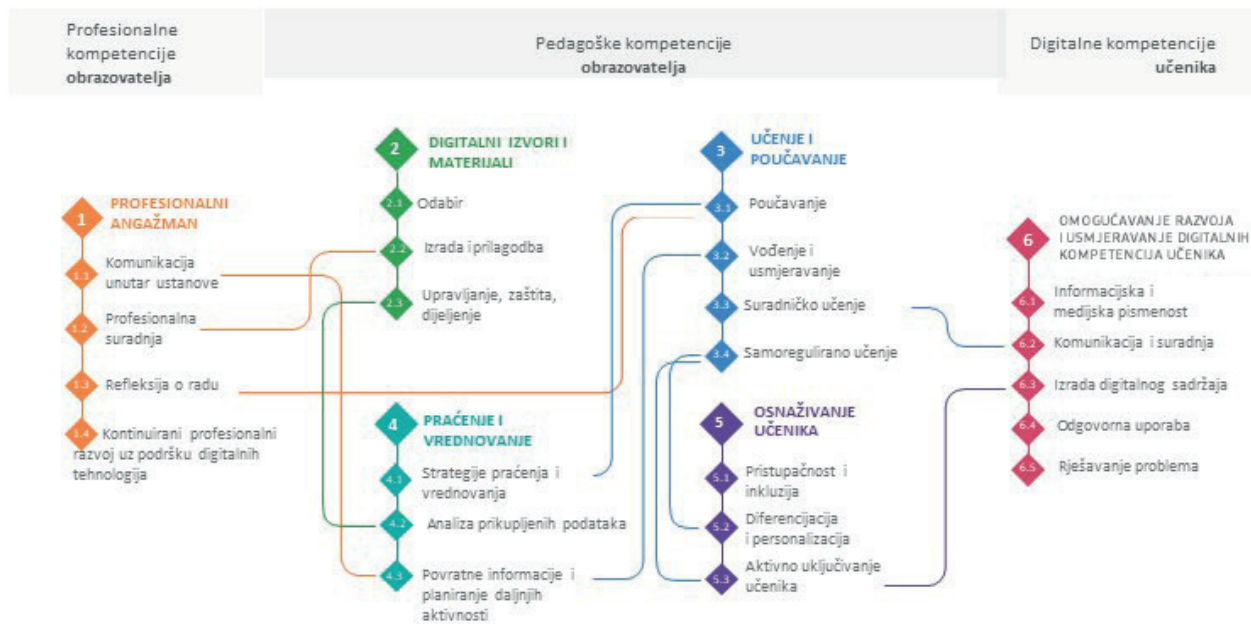 Profesionalne
kompetencije
obrazovatelja
Pedagoške kompetencije
obrazovatelja
Digitalne kompetencije
učenika
1
PROFESIONALNI
ANGAŽMAN
1.1
Komunikacija
unutar ustanove
1.2
Profesionalna
suradnja
1.3
Refleksija o radu
1.4
Kontinuirani profesionalni
razvoj uz podršku digitalnih
tehnologija
2
DIGITALNI IZVORI I
MATERIJALI
2.1
Odabir
2.2
Izrada i prilagodba
2.3
Upravljanje, zaštita,
dijeljenje
4
PRAĆENJE I
VREDNOVANJE
4.1
Strategije praćenja i
vrednovanja
4.2
Analiza prikupljenih podataka
4.3
Povratne informacije i
planiranje daljnjih
aktivnosti
3
UČENJE I
POUČAVANJE
3.1
Poučavanje
3.2
Vođenje i
usmjeravanje
3.3
Suradničko učenje
3.4
Samoregulirano učenje
5
OSNAŽIVANJE
UČENIKA
5.1
Pristupačnost i
inkluzija
5.2
Diferencijacija
i personalizacija
5.3
Aktivno uključivanje
učenika
6
OMOGUĆAVANJE RAZVOJA
I USMJERAVANJE DIGITALNIH
KOMPETENCIJA UČENIKA
6.1
Informacijska i
medijska pismenost
6.2
Komunikacija i suradnja
6.3
Izrada digitalnog sadržaja
6.4
Odgovorna uporaba
6.5
Rješavanje problema